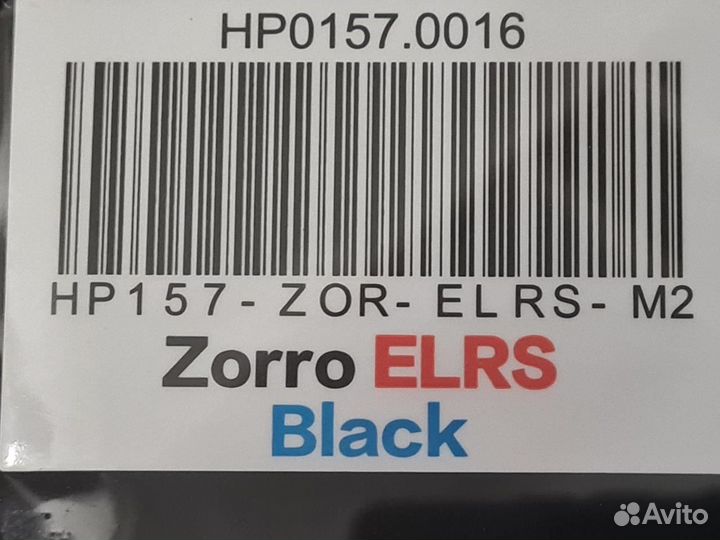 HP0157.0016
HP157-ZOR-ELRS-M2
Zorro ELRS
Black
Avito